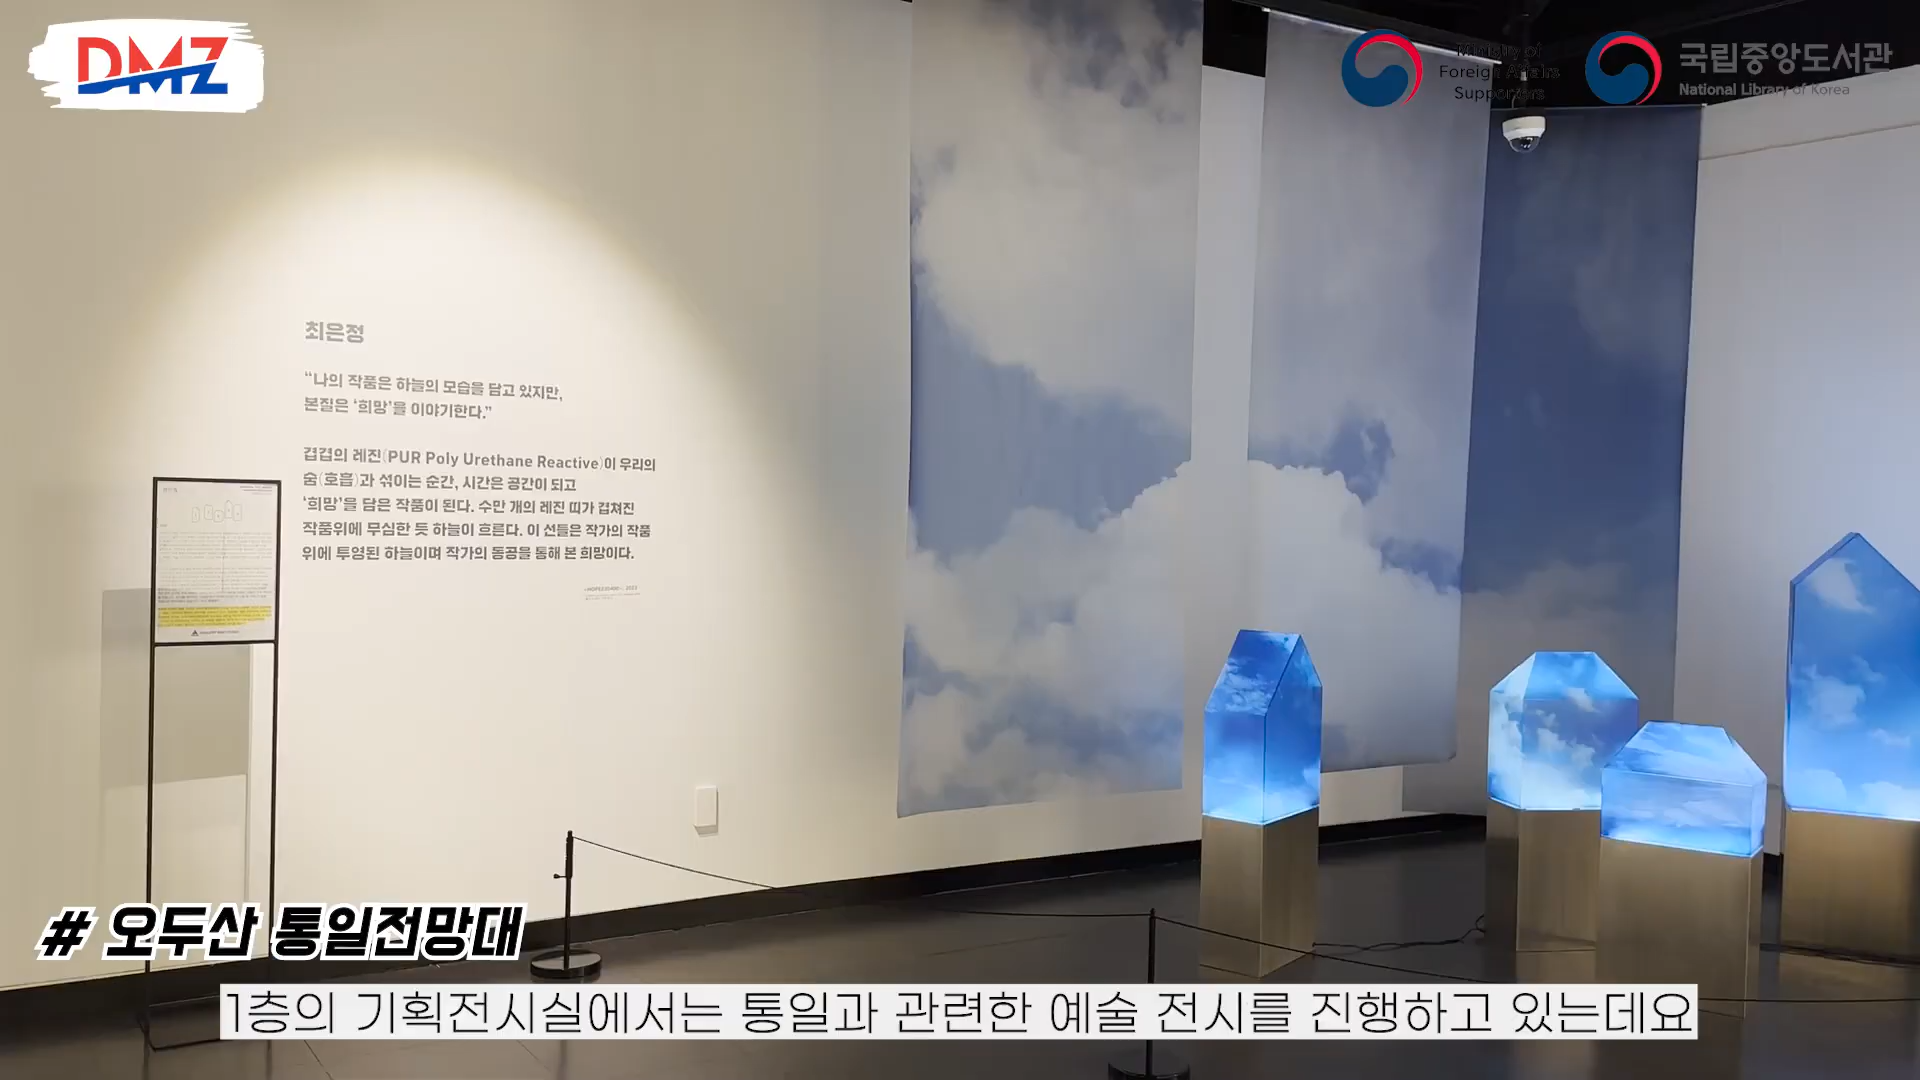 DMZ
Ministry of
Foreign Affairs
Supporters
국립중앙도서관
National Library of Korea
최은정
“나의 작품은 하늘의 모습을 담고 있지만,
본질은 ‘희망’을 이야기한다.”
겹겹의 레진(PUR Poly Urethane Reactive)이 우리의
숨(호흡)과 섞이는 순간, 시간은 공간이 되고
‘희망’을 담은 작품이 된다. 수만 개의 레진 띠가 겹쳐진
작품위에 무심한 듯 하늘이 흐른다. 이 선들은 작가의 작품
위에 투영된 하늘이며 작가의 동공을 통해 본 희망이다.
# 오두산 통일전망대
1층의 기획전시실에서는 통일과 관련한 예술 전시를 진행하고 있는데요